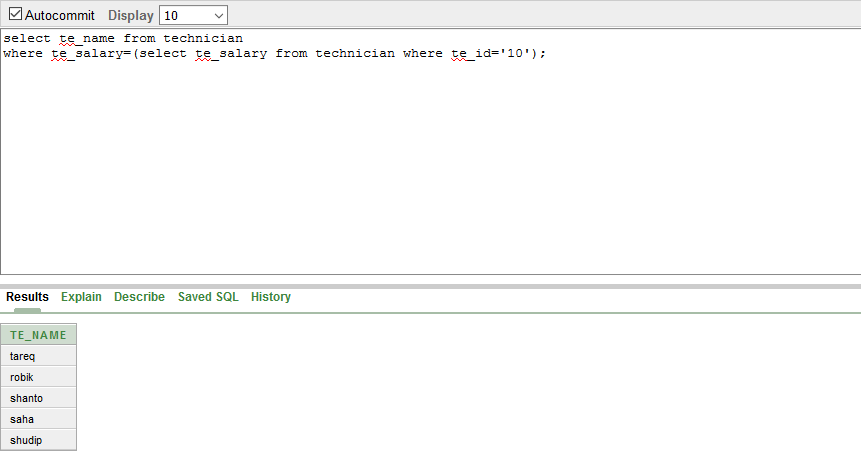 Autocommit Display 10
select te_name from technician
where te_salary=(select te_salary from technician where te_id='10');
Results Explain Describe Saved SQL History
TE_NAME
tareq
robik
shanto
saha
shudip